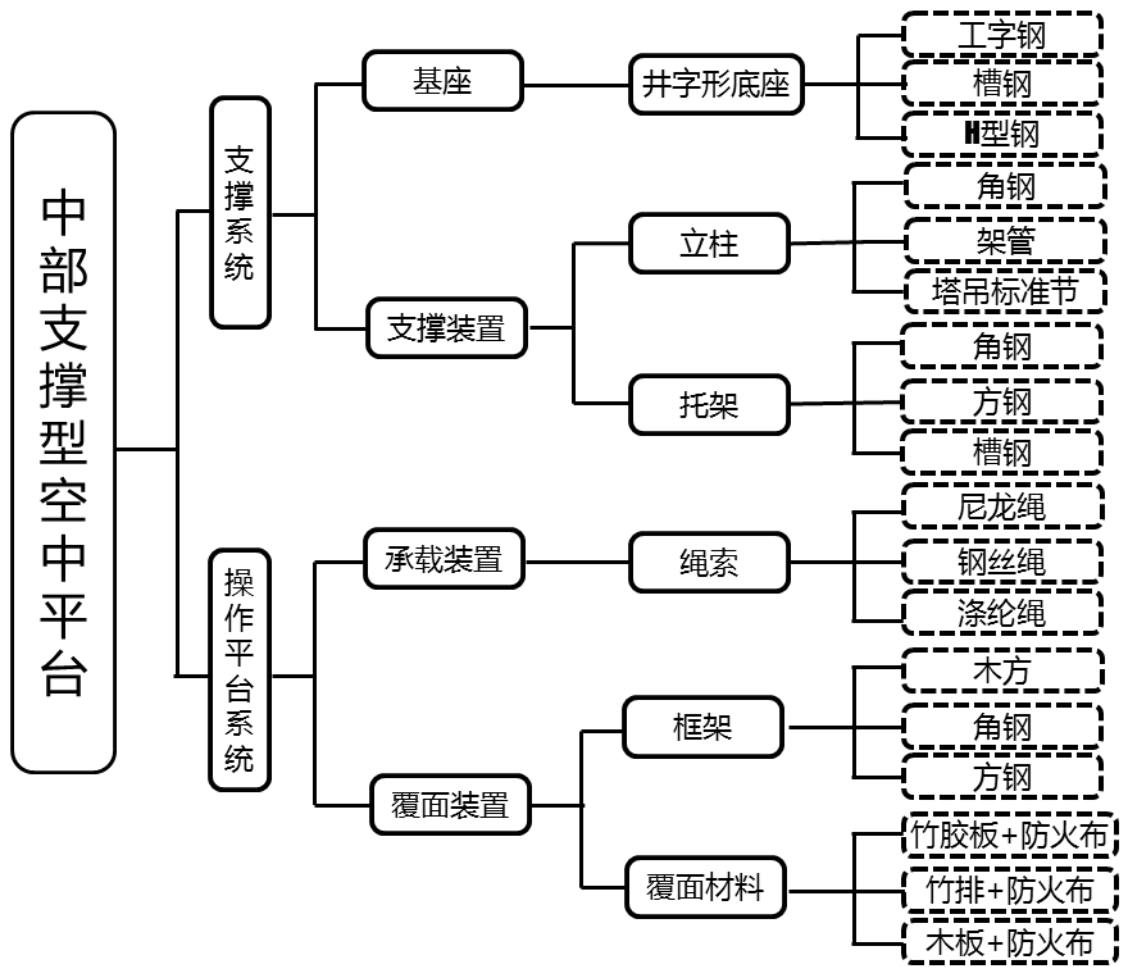 中部支撑型空中平台
支撑系统
基座
井字形底座
工字钢
槽钢
H型钢
支撑装置
立柱
角钢
架管
塔吊标准节
托架
角钢
方钢
槽钢
操作平台系统
承载装置
绳索
尼龙绳
钢丝绳
涤纶绳
覆面装置
框架
木方
角钢
方钢
覆面材料
竹胶板+防火布
竹排+防火布
木板+防火布